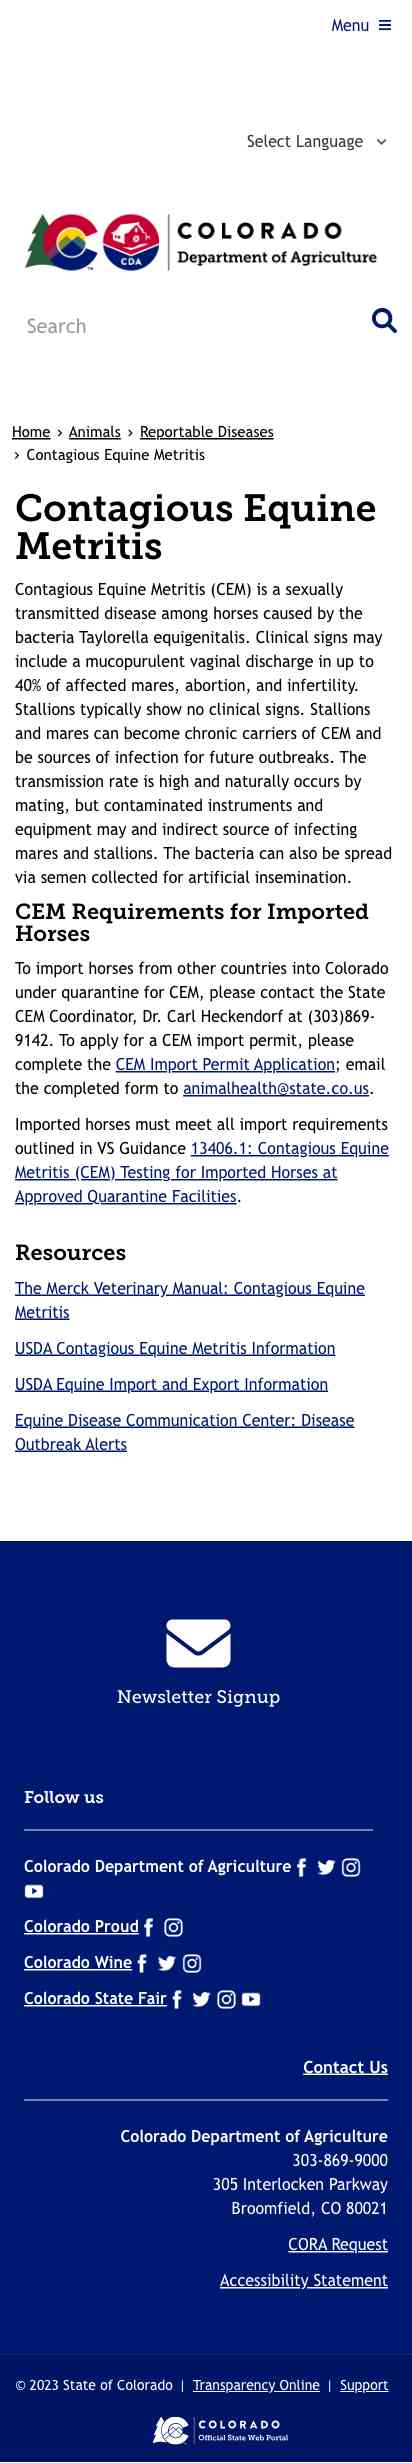 Menu
Select Language
CDA
COLORADO
Department of Agriculture
TM
Search
Home › Animals › Reportable Diseases
› Contagious Equine Metritis
Contagious Equine
Metritis
Contagious Equine Metritis (CEM) is a sexually
transmitted disease among horses caused by the
bacteria Taylorella equigenitalis. Clinical signs may
include a mucopurulent vaginal discharge in up to
40% of affected mares, abortion, and infertility.
Stallions typically show no clinical signs. Stallions
and mares can become chronic carriers of CEM and
be sources of infection for future outbreaks. The
transmission rate is high and naturally occurs by
mating, but contaminated instruments and
equipment may and indirect source of infecting
mares and stallions. The bacteria can also be spread
via semen collected for artificial insemination.
CEM Requirements for Imported
Horses
To import horses from other countries into Colorado
under quarantine for CEM, please contact the State
CEM Coordinator, Dr. Carl Heckendorf at (303)869-
9142. To apply for a CEM import permit, please
complete the CEM Import Permit Application; email
the completed form to animalhealth@state.co.us.
Imported horses must meet all import requirements
outlined in VS Guidance 13406.1: Contagious Equine
Metritis (CEM) Testing for Imported Horses at
Approved Quarantine Facilities.
Resources
The Merck Veterinary Manual: Contagious Equine
Metritis
USDA Contagious Equine Metritis Information
USDA Equine Import and Export Information
Equine Disease Communication Center: Disease
Outbreak Alerts
Newsletter Signup
Follow us
Colorado Department of Agriculture
Colorado Proud
Colorado Wine
Colorado State Fair
Contact Us
Colorado Department of Agriculture
303-869-9000
305 Interlocken Parkway
Broomfield, CO 80021
CORA Request
Accessibility Statement
© 2023 State of Colorado | Transparency Online | Support
COLORADO
Official State Web Portal